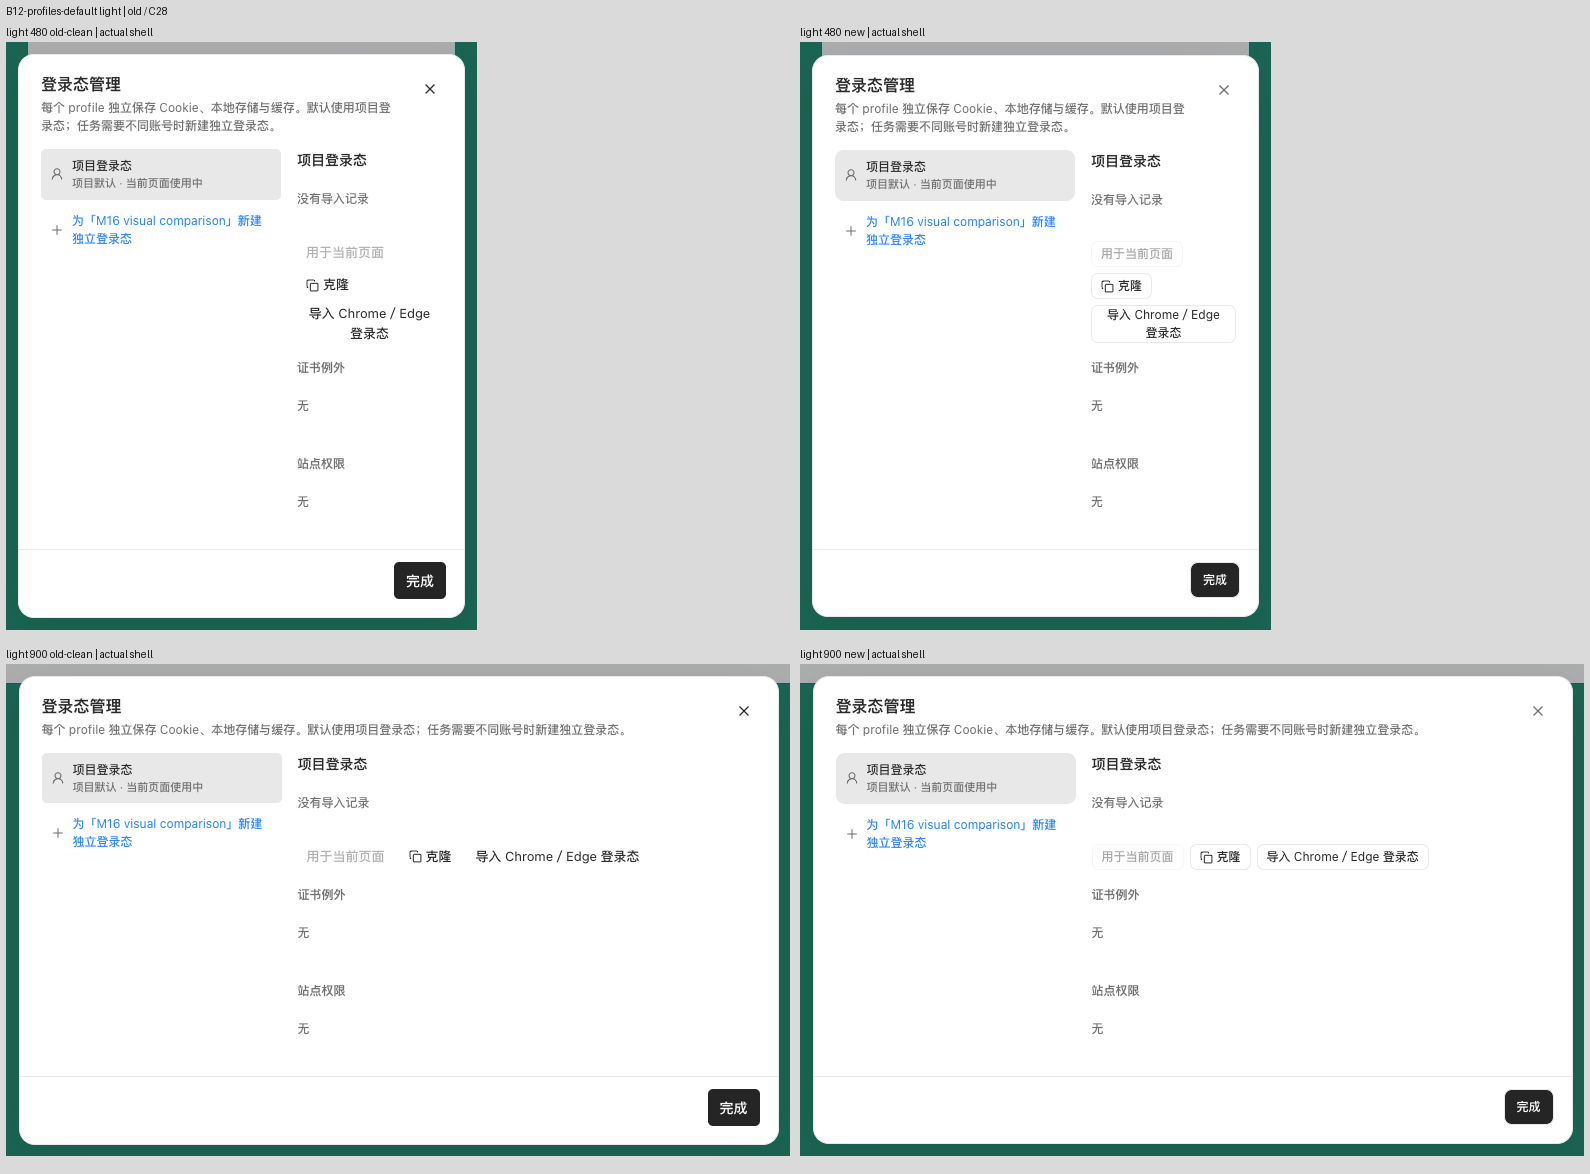 B12-profiles-default light | old / C28
light 480 old-clean | actual shell
登录态管理
每个 profile 独立保存 Cookie、本地存储与缓存。默认使用项目登
录态；任务需要不同账号时新建独立登录态。
项目登录态
项目默认 · 当前页面使用中
为「M16 visual comparison」新建
独立登录态
项目登录态
没有导入记录
用于当前页面
克隆
导入 Chrome / Edge
登录态
证书例外
无
站点权限
无
完成
light 480 new | actual shell
登录态管理
每个 profile 独立保存 Cookie、本地存储与缓存。默认使用项目登
录态；任务需要不同账号时新建独立登录态。
项目登录态
项目默认 · 当前页面使用中
为「M16 visual comparison」新建
独立登录态
项目登录态
没有导入记录
用于当前页面
克隆
导入 Chrome / Edge
登录态
证书例外
无
站点权限
无
完成
light 900 old-clean | actual shell
登录态管理
每个 profile 独立保存 Cookie、本地存储与缓存。默认使用项目登录态；任务需要不同账号时新建独立登录态。
项目登录态
项目默认 · 当前页面使用中
为「M16 visual comparison」新建
独立登录态
项目登录态
没有导入记录
用于当前页面 克隆 导入 Chrome / Edge 登录态
证书例外
无
站点权限
无
完成
light 900 new | actual shell
登录态管理
每个 profile 独立保存 Cookie、本地存储与缓存。默认使用项目登录态；任务需要不同账号时新建独立登录态。
项目登录态
项目默认 · 当前页面使用中
为「M16 visual comparison」新建
独立登录态
项目登录态
没有导入记录
用于当前页面 克隆 导入 Chrome / Edge 登录态
证书例外
无
站点权限
无
完成